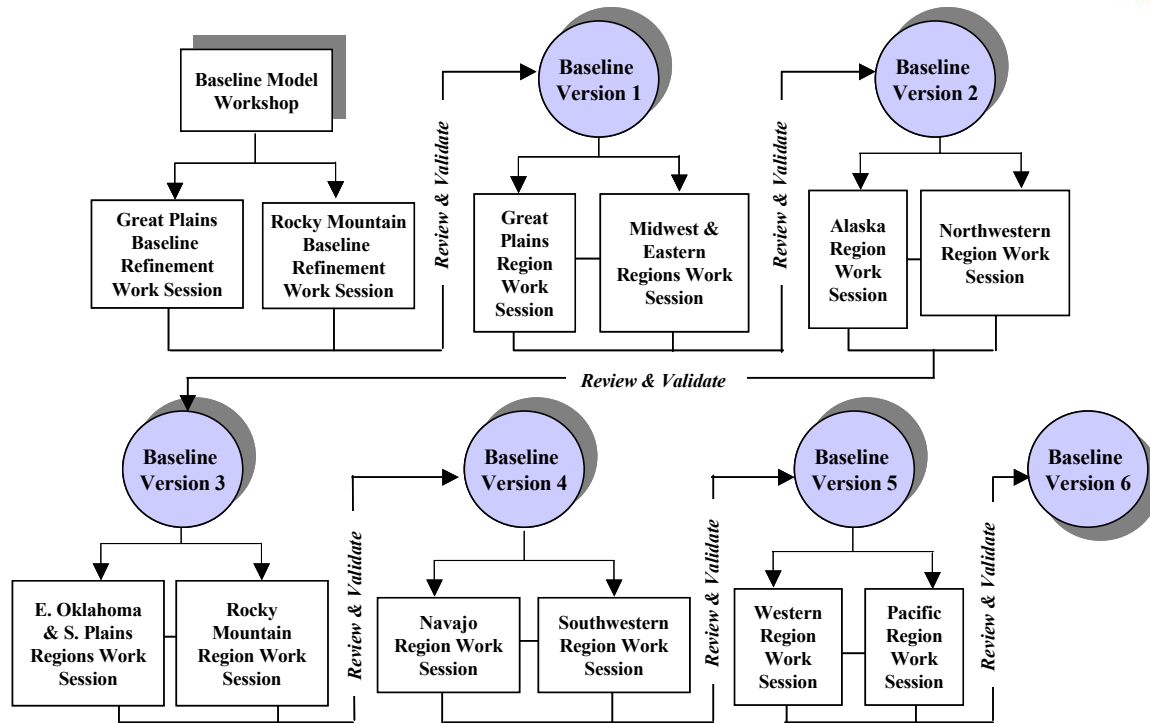 Baseline Model
Workshop
Great Plains
Baseline
Refinement
Work Session
Rocky Mountain
Baseline
Refinement
Work Session
Review & Validate
Baseline
Version 1
Great
Plains
Region
Work
Session
Midwest &
Eastern
Regions Work
Session
Review & Validate
Baseline
Version 2
Alaska
Region
Work
Session
Northwestern
Region Work
Session
Review & Validate
Baseline
Version 3
E. Oklahoma
& S. Plains
Regions Work
Session
Rocky
Mountain
Region Work
Session
Review & Validate
Baseline
Version 4
Navajo
Region Work
Session
Southwestern
Region Work
Session
Review & Validate
Baseline
Version 5
Western
Region
Work
Session
Pacific
Region
Work
Session
Review & Validate
Baseline
Version 6